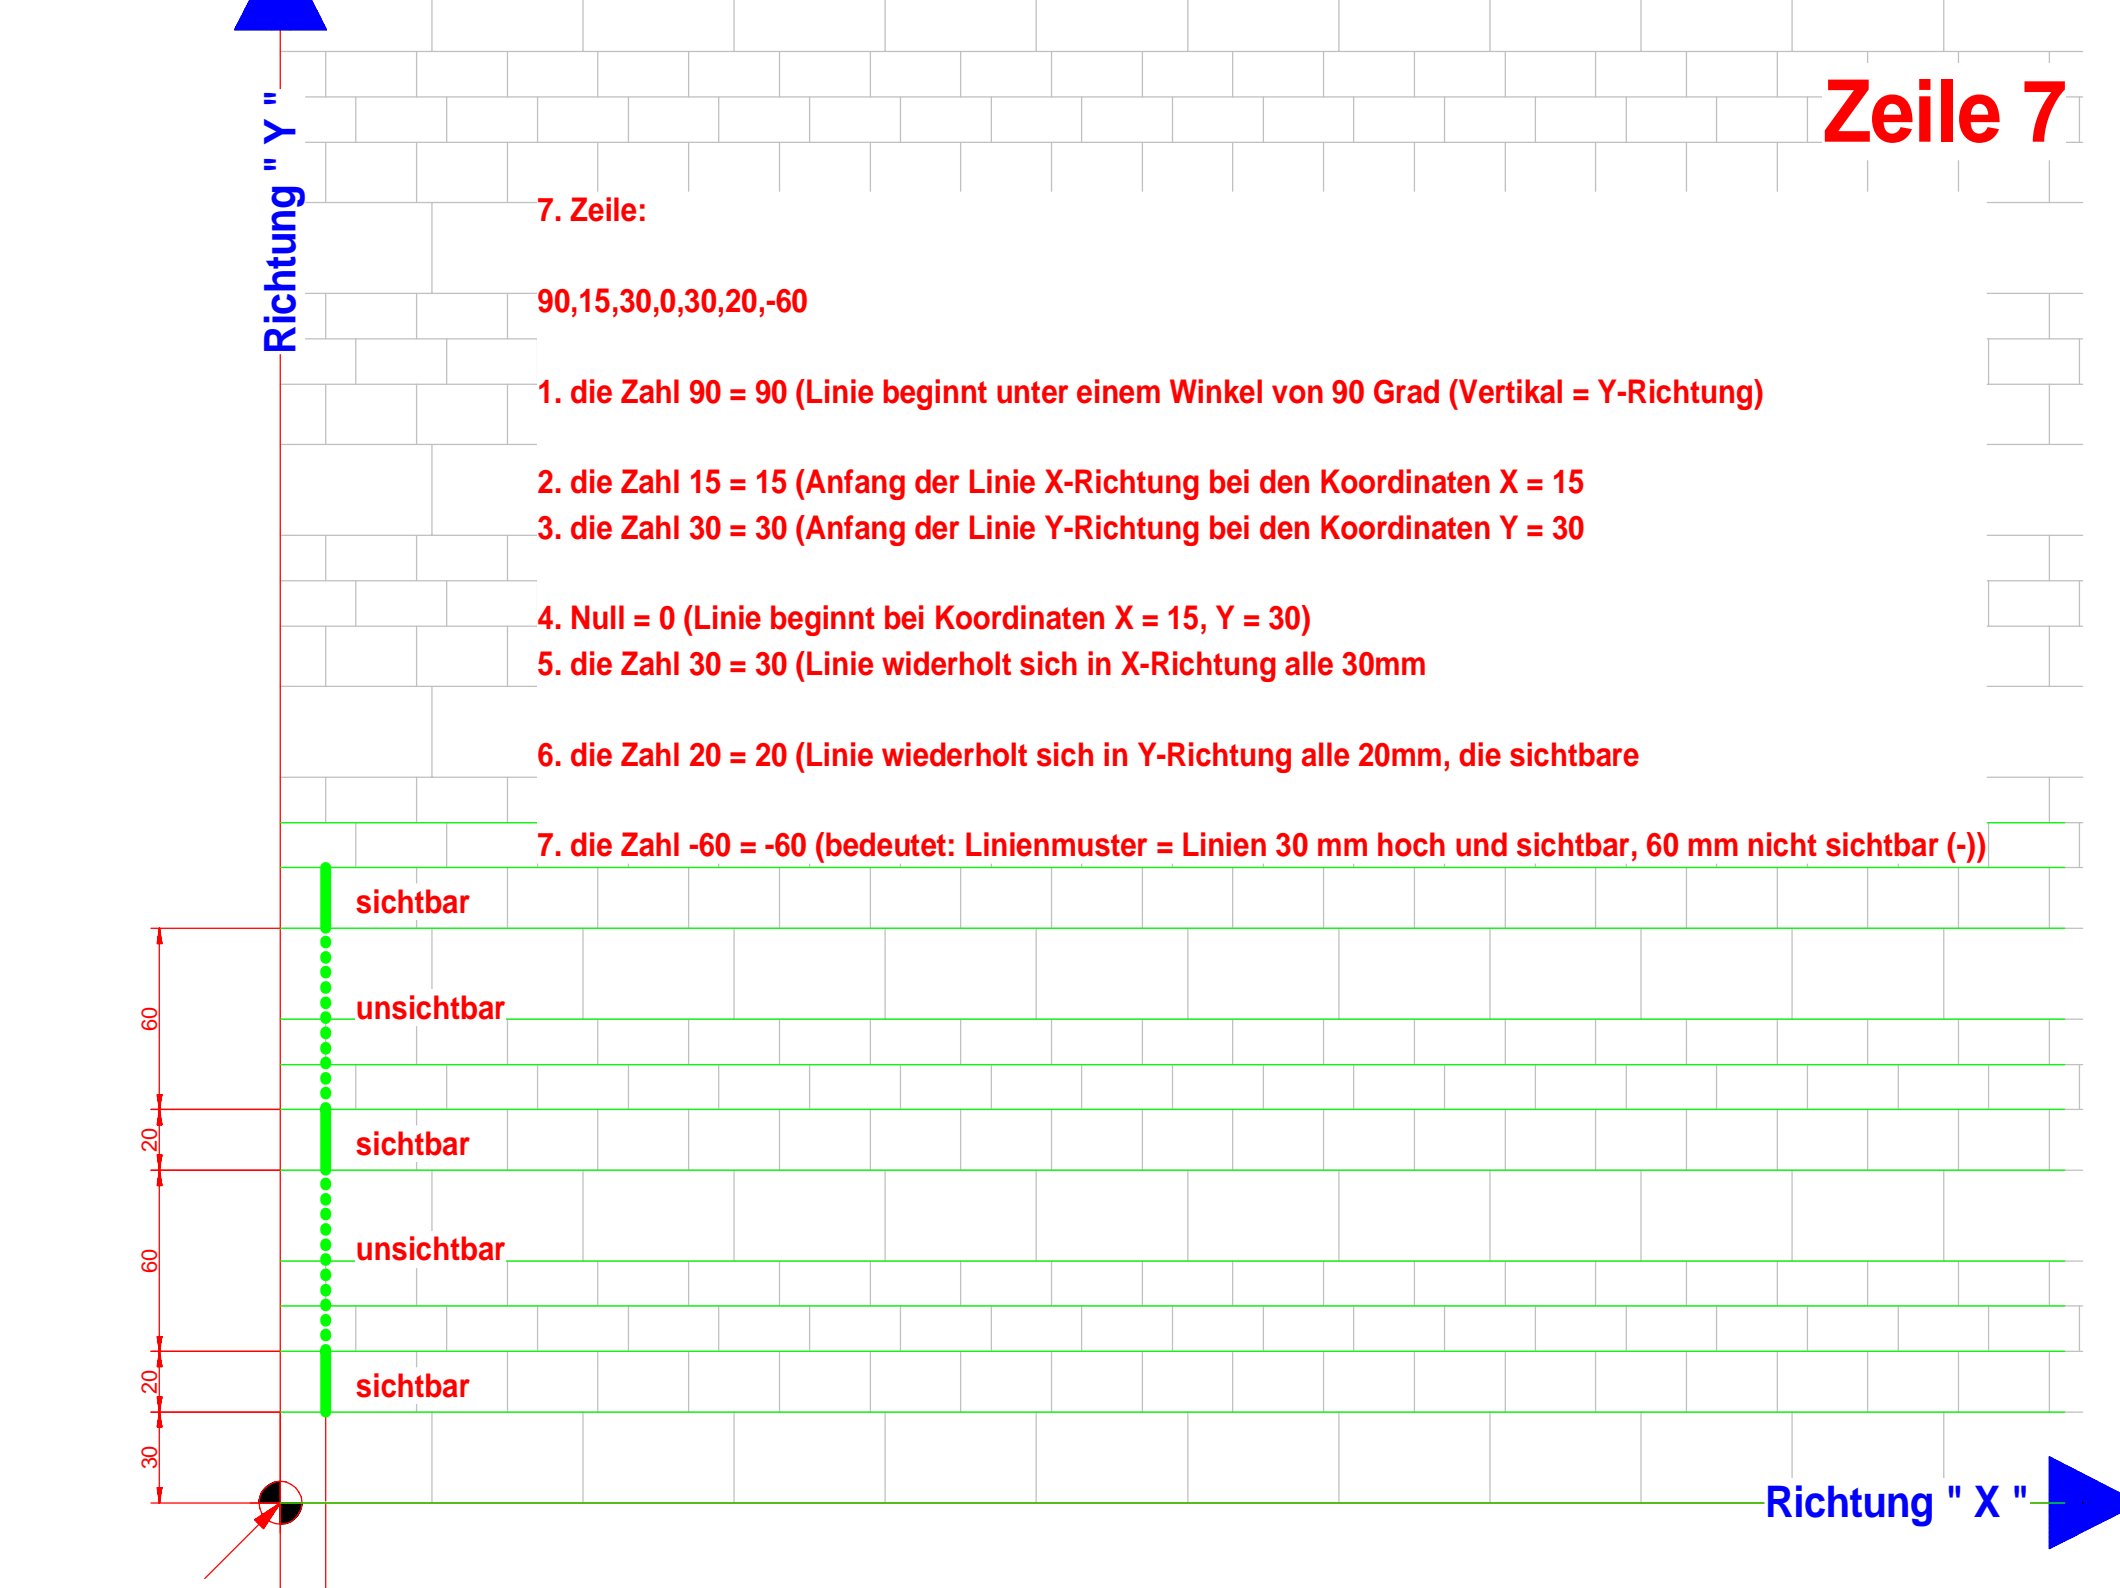 Zeile 7
Richtung " Y "
7. Zeile:
90,15,30,0,30,20,-60
1. die Zahl 90 = 90 (Linie beginnt unter einem Winkel von 90 Grad (Vertikal = Y-Richtung)
2. die Zahl 15 = 15 (Anfang der Linie X-Richtung bei den Koordinaten X = 15
3. die Zahl 30 = 30 (Anfang der Linie Y-Richtung bei den Koordinaten Y = 30
4. Null = 0 (Linie beginnt bei Koordinaten X = 15, Y = 30)
5. die Zahl 30 = 30 (Linie widerholt sich in X-Richtung alle 30mm
6. die Zahl 20 = 20 (Linie wiederholt sich in Y-Richtung alle 20mm, die sichtbare
7. die Zahl -60 = -60 (bedeutet: Linienmuster = Linien 30 mm hoch und sichtbar, 60 mm nicht sichtbar (-))
sichtbar
60
unsichtbar
20
sichtbar
60
unsichtbar
20
sichtbar
30
Richtung " X "